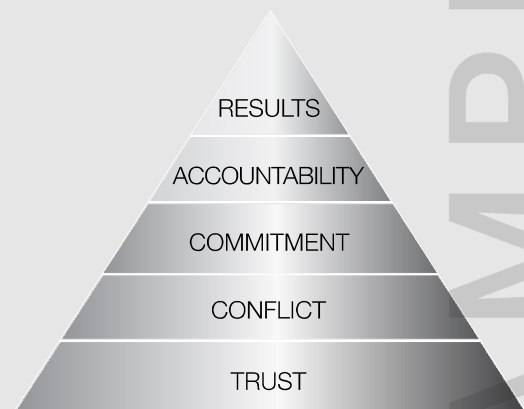 RESULTS
ACCOUNTABILITY
COMMITMENT
CONFLICT
TRUST